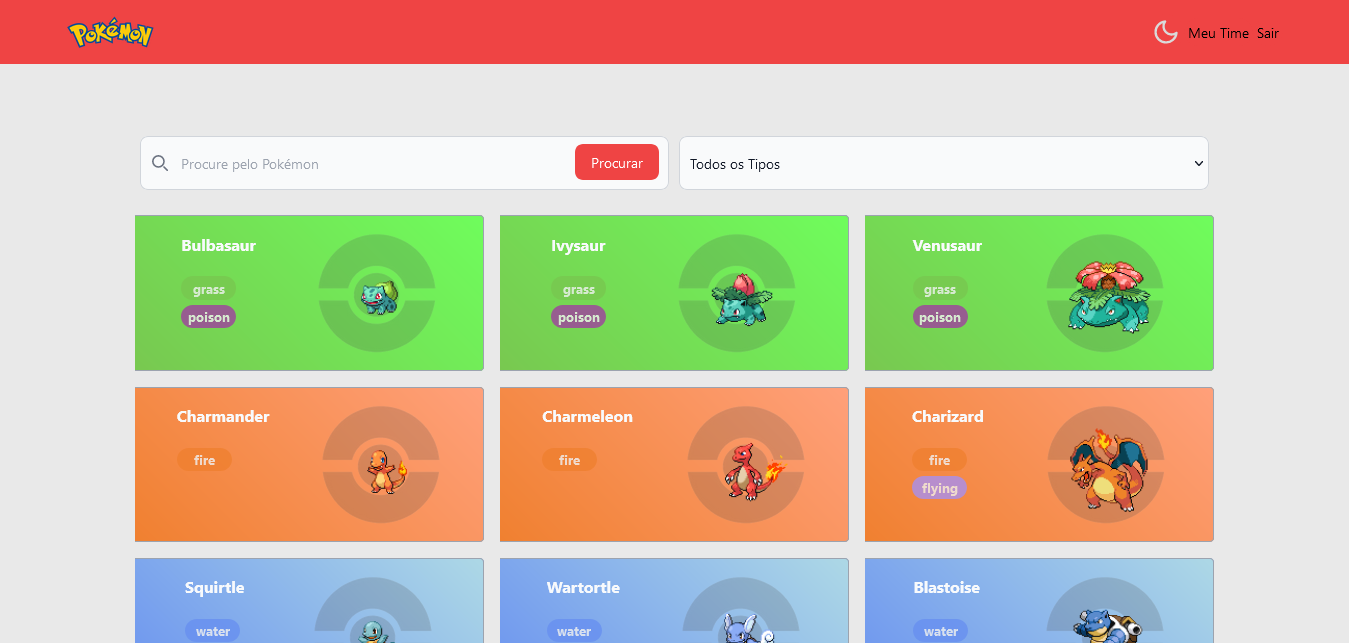 POKéMON
Meu Time Sair
Procure pelo Pokémon
Procurar
Todos os Tipos
Bulbasaur
grass
poison
Ivysaur
grass
poison
Venusaur
grass
poison
Charmander
fire
Charmeleon
fire
Charizard
fire
flying
Squirtle
water
Wartortle
water
Blastoise
water